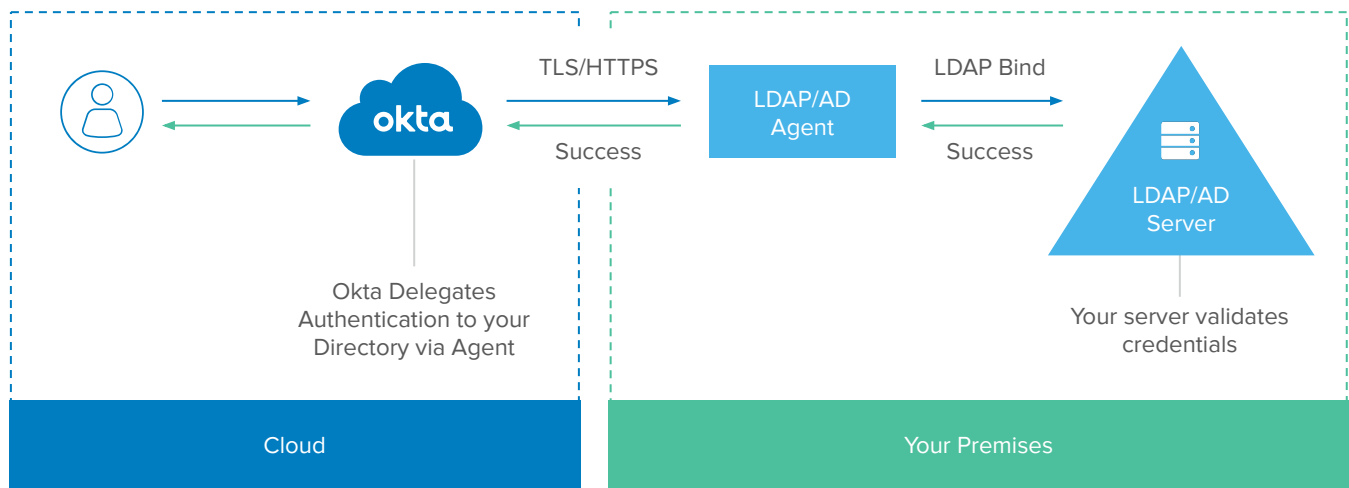 TLS/HTTPS
LDAP Bind
okta
LDAP/AD
Agent
Success
Success
LDAP/AD
Server
Okta Delegates
Authentication to your
Directory via Agent
Your server validates
credentials
Cloud
Your Premises